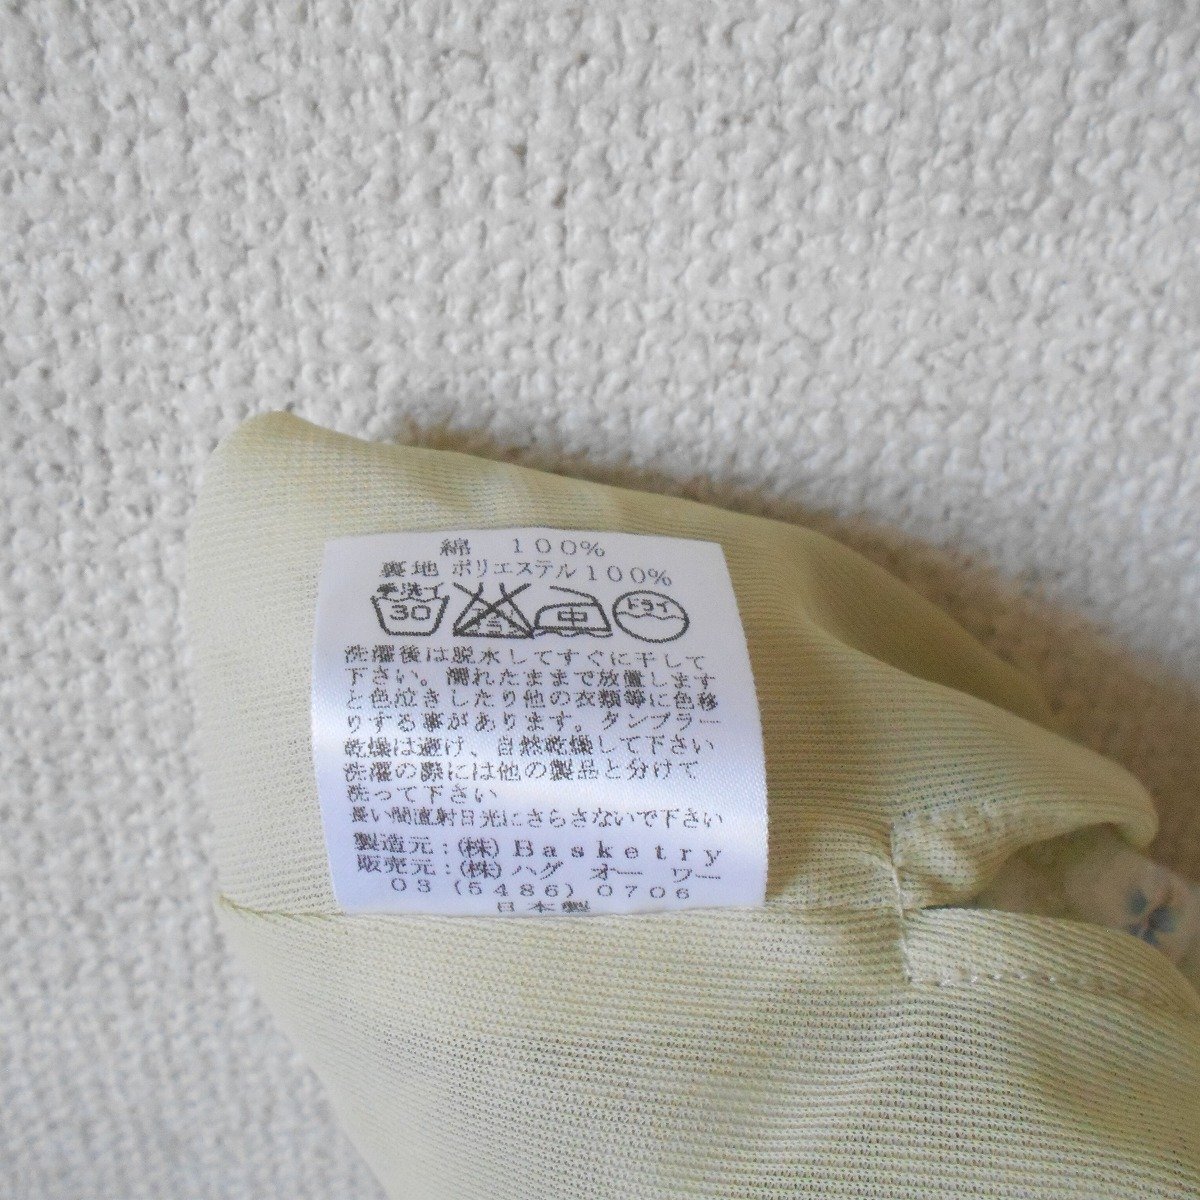 綿 100%
裏地 ポリエステル100%
手洗イ
30 エンソサラシ 中 ドライ
洗濯後は脱水してすぐに干して
下さい。濡れたままで放置します
と色泣きしたり他の衣類等に色移
りする事があります。タンブラー
乾燥は避け、自然乾燥して下さい
洗濯の際には他の製品と分けて
洗って下さい
長い間直射日光にさらさないで下さい
製造元:(株)Basketry
販売元:(株)ハグ オー ワー
03(5486)0706
日本製